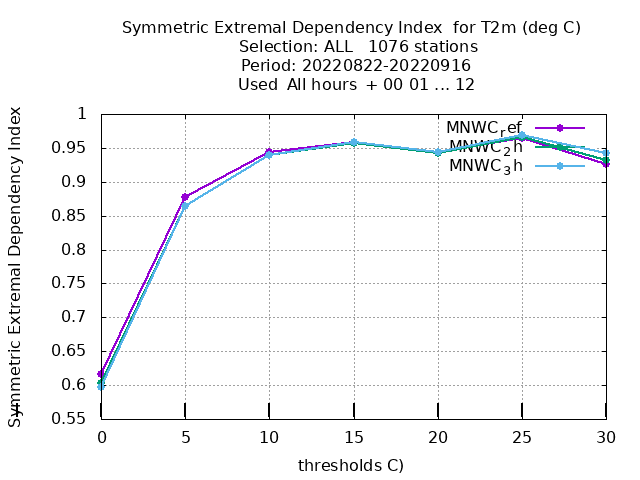 Symmetric Extremal Dependency Index  for T2m (deg C)
Selection: ALL   1076 stations
Period: 20220822-20220916
Used  All hours  + 00 01 ... 12
Symmetric Extremal Dependency Index
1
0.95
0.9
0.85
0.8
0.75
0.7
0.65
0.6
0.55
MNWC_ref
MNWC_2h
MNWC_3h
0 5 10 15 20 25 30
thresholds C)